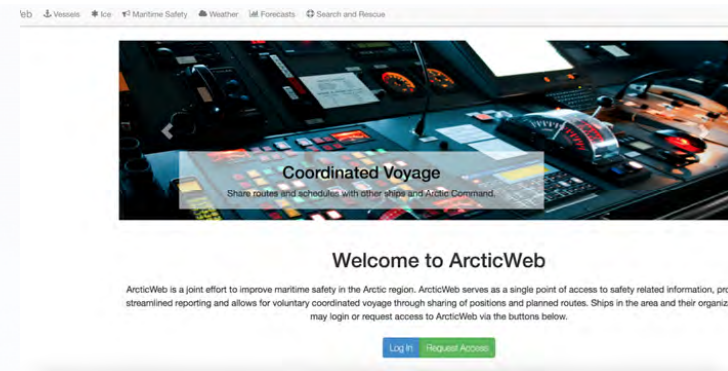 eb Vessels Ice Maritime Safety Weather Forecasts Search and Rescue
Coordinated Voyage
Share routes and schedules with other ships and Arctic Command.
Welcome to ArcticWeb
ArcticWeb is a joint effort to improve maritime safety in the Arctic region. ArcticWeb serves as a single point of access to safety related information, pro
streamlined reporting and allows for voluntary coordinated voyage through sharing of positions and planned routes. Ships in the area and their organiza
may login or request access to ArcticWeb via the buttons below.
Log In Request Access